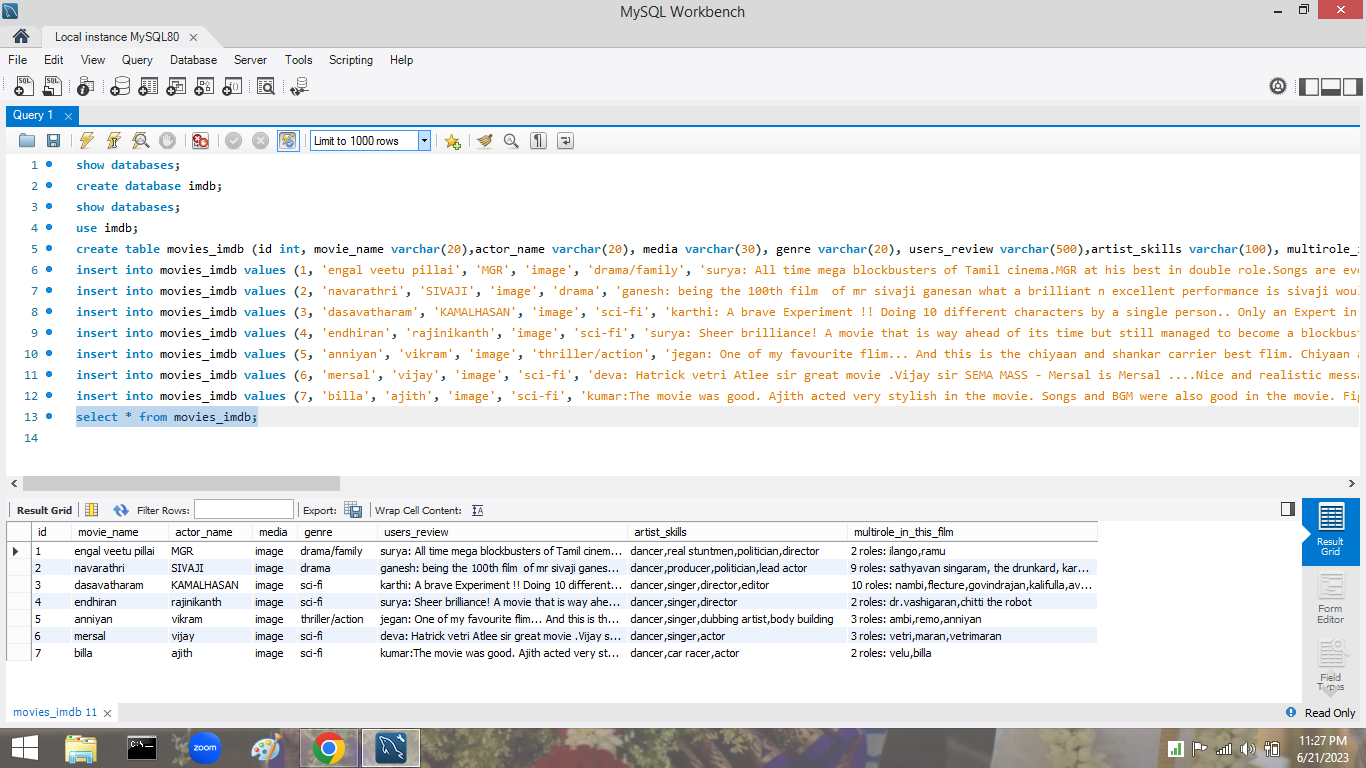 MySQL Workbench
Local instance MySQL80
File Edit View Query Database Server Tools Scripting Help
Query 1
Limit to 1000 rows
1 show databases;
2 create database imdb;
3 show databases;
4 use imdb;
5 create table movies_imdb (id int, movie_name varchar(20),actor_name varchar(20), media varchar(30), genre varchar(20), users_review varchar(500),artist_skills varchar(100), multirole_
6 insert into movies_imdb values (1, 'engal veetu pillai', 'MGR', 'image', 'drama/family', 'surya: All time mega blockbusters of Tamil cinema.MGR at his best in double role.Songs are eve
7 insert into movies_imdb values (2, 'navarathri', 'SIVAJI', 'image', 'drama', 'ganesh: being the 100th film  of mr sivaji ganesan what a brilliant n excellent performance is sivaji wou
8 insert into movies_imdb values (3, 'dasavatharam', 'KAMALHASAN', 'image', 'sci-fi', 'karthi: A brave Experiment !! Doing 10 different characters by a single person.. Only an Expert in
9 insert into movies_imdb values (4, 'endhiran', 'rajinikanth', 'image', 'sci-fi', 'surya: Sheer brilliance! A movie that is way ahead of its time but still managed to become a blockbus
10 insert into movies_imdb values (5, 'anniyan', 'vikram', 'image', 'thriller/action', 'jegan: One of my favourite flim... And this is the chiyaan and shankar carrier best flim. Chiyaan
11 insert into movies_imdb values (6, 'mersal', 'vijay', 'image', 'sci-fi', 'deva: Hatrick vetri Atlee sir great movie .Vijay sir SEMA MASS - Mersal is Mersal ....Nice and realistic messa
12 insert into movies_imdb values (7, 'billa', 'ajith', 'image', 'sci-fi', 'kumar:The movie was good. Ajith acted very stylish in the movie. Songs and BGM were also good in the movie. Fig
13 select * from movies_imdb;
14
Result Grid Filter Rows: Export: Wrap Cell Content:
id movie_name actor_name media genre users_review artist_skills multirole_in_this_film
1 engal veetu pillai MGR image drama/family surya: All time mega blockbusters of Tamil cinem... dancer,real stuntmen,politician,director 2 roles: ilango,ramu
2 navarathri SIVAJI image drama ganesh: being the 100th film  of mr sivaji ganes... dancer,producer,politician,lead actor 9 roles: sathyavan singaram, the drunkard, kar...
3 dasavatharam KAMALHASAN image sci-fi karthi: A brave Experiment !! Doing 10 different... dancer,singer,director,editor 10 roles: nambi,flecture,govindrajan,kalifulla,av...
4 endhiran rajinikanth image sci-fi surya: Sheer brilliance! A movie that is way ahe... dancer,singer,director 2 roles: dr.vashigaran,chitti the robot
5 anniyan vikram image thriller/action jegan: One of my favourite flim... And this is th... dancer,singer,dubbing artist,body building 3 roles: ambi,remo,anniyan
6 mersal vijay image sci-fi deva: Hatrick vetri Atlee sir great movie .Vijay s... dancer,singer,actor 3 roles: vetri,maran,vetrimaran
7 billa ajith image sci-fi kumar:The movie was good. Ajith acted very st... dancer,car racer,actor 2 roles: velu,billa
Result
Grid
Form
Editor
Field
Types
movies_imdb 11
Read Only
zoom
11:27 PM
6/21/2023